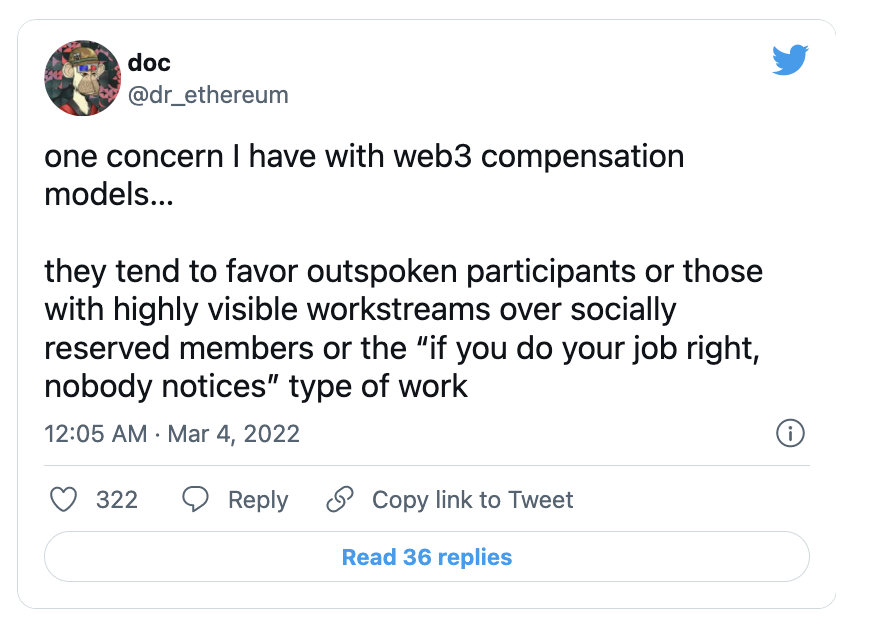 doc
@dr_ethereum
one concern I have with web3 compensation
models...
they tend to favor outspoken participants or those
with highly visible workstreams over socially
reserved members or the “if you do your job right,
nobody notices” type of work
12:05 AM · Mar 4, 2022
322 Reply Copy link to Tweet
Read 36 replies